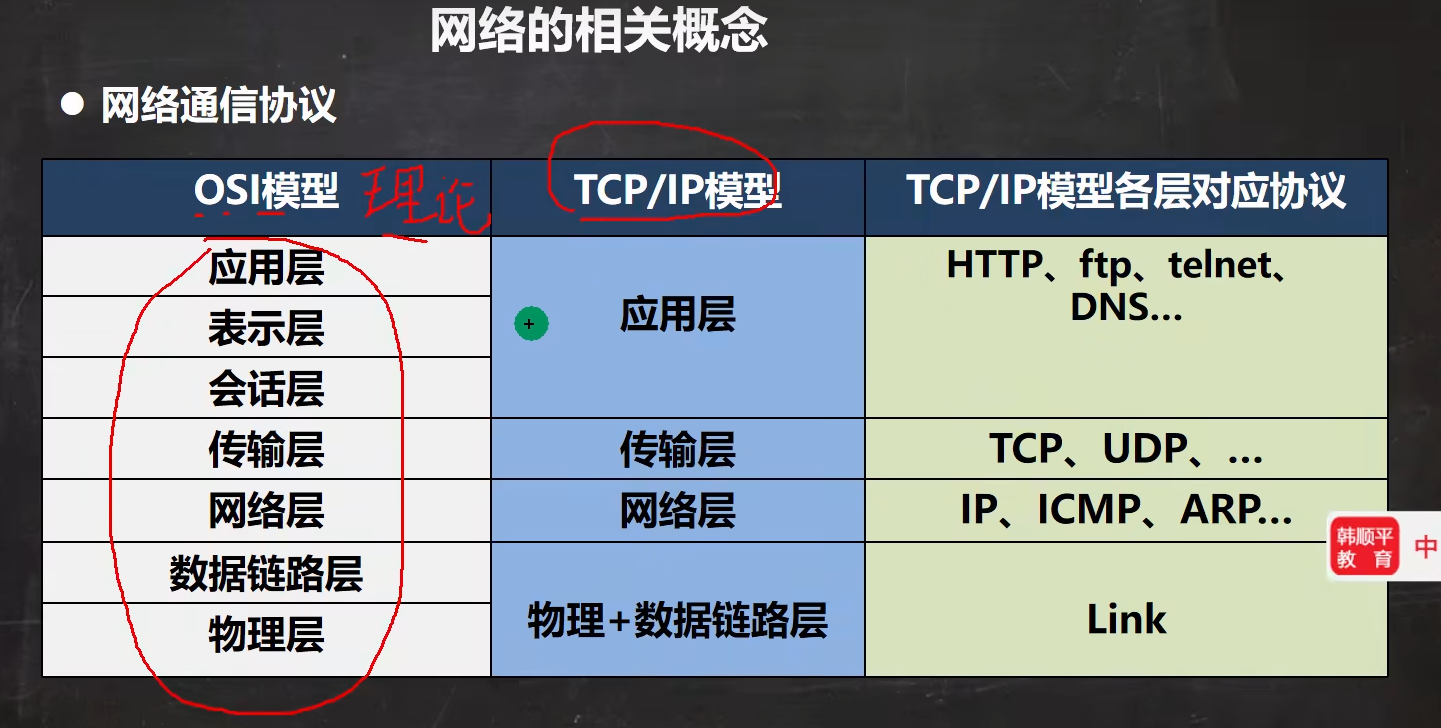 网络的相关概念
● 网络通信协议
OSI模型 理论
TCP/IP模型
TCP/IP模型各层对应协议
应用层
表示层
会话层
应用层
HTTP、ftp、telnet、
DNS...
传输层
传输层
TCP、UDP、...
网络层
网络层
IP、ICMP、ARP...
数据链路层
物理层
物理+数据链路层
Link
韩顺平
教 育
中